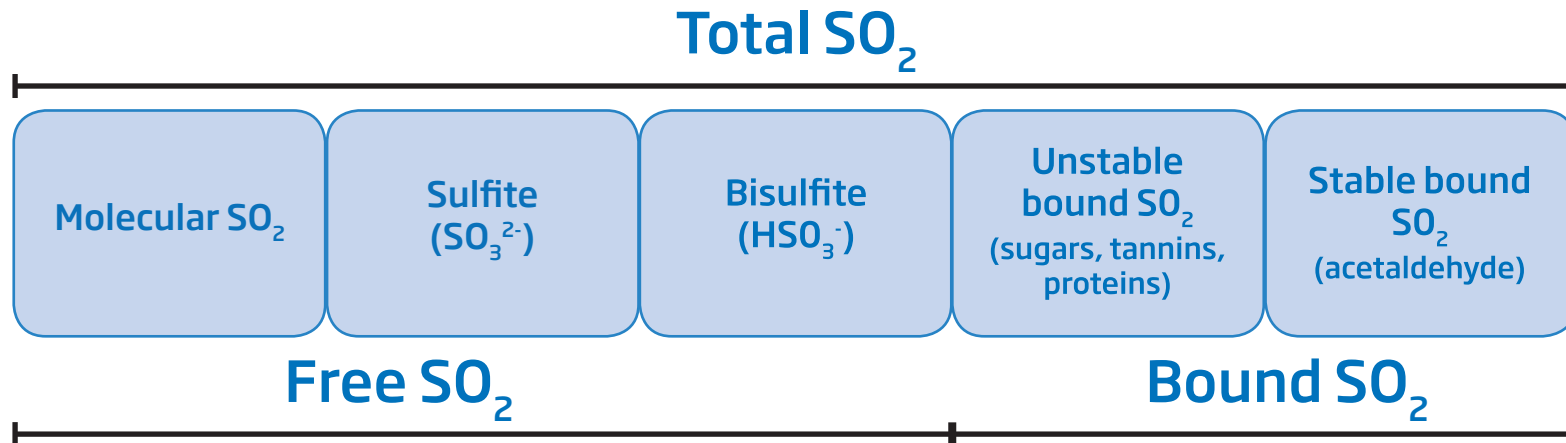 Total SO₂
Molecular SO₂
Sulfite
(SO₃²⁻)
Bisulfite
(HSO₃⁻)
Unstable
bound SO₂
(sugars, tannins,
proteins)
Stable bound
SO₂
(acetaldehyde)
Free SO₂
Bound SO₂